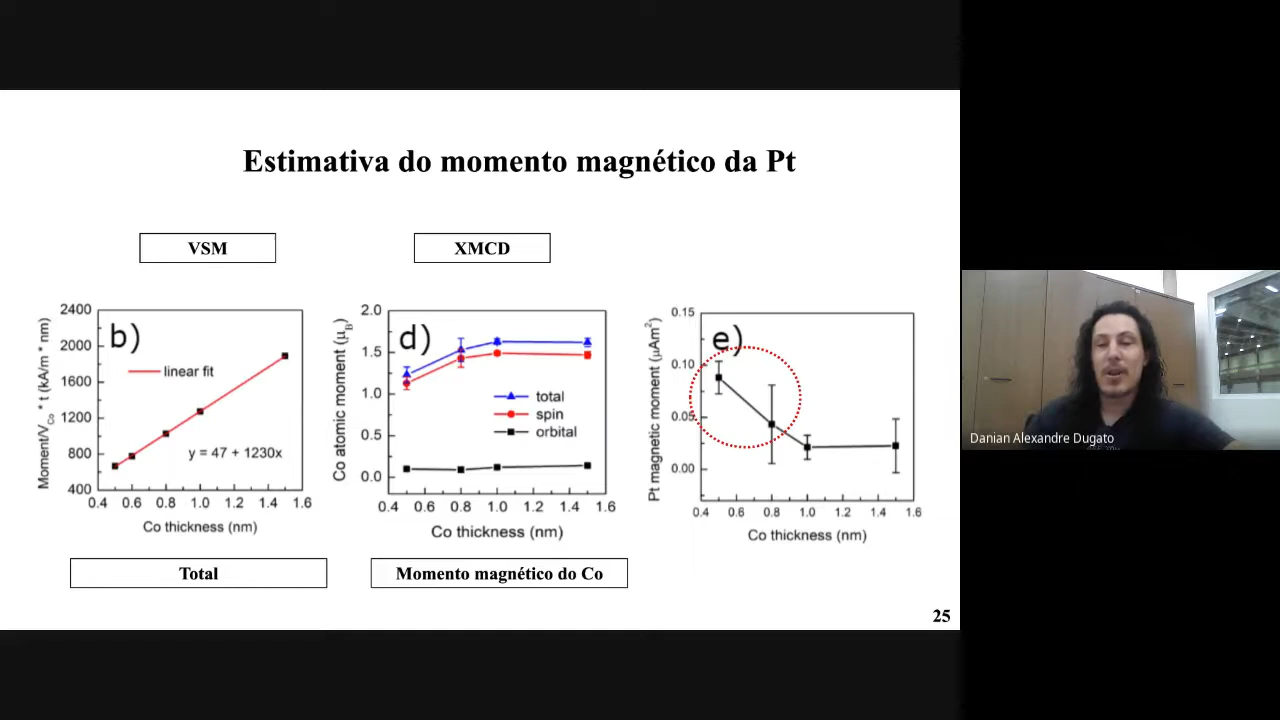 Estimativa do momento magnético da Pt
VSM
XMCD
b)
linear fit
y = 47 + 1230x
Moment/V_Co * t (kA/m * nm)
2400
2000
1600
1200
800
400
0.4 0.6 0.8 1.0 1.2 1.4 1.6
Co thickness (nm)
Total
d)
total
spin
orbital
Co atomic moment (μ_B)
2.0
1.5
1.0
0.5
0.0
0.4 0.6 0.8 1.0 1.2 1.4 1.6
Co thickness (nm)
Momento magnético do Co
e)
Pt magnetic moment (μAm²)
0.15
0.10
0.05
0.00
0.4 0.6 0.8 1.0 1.2 1.4 1.6
Co thickness (nm)
25
Danian Alexandre Dugato